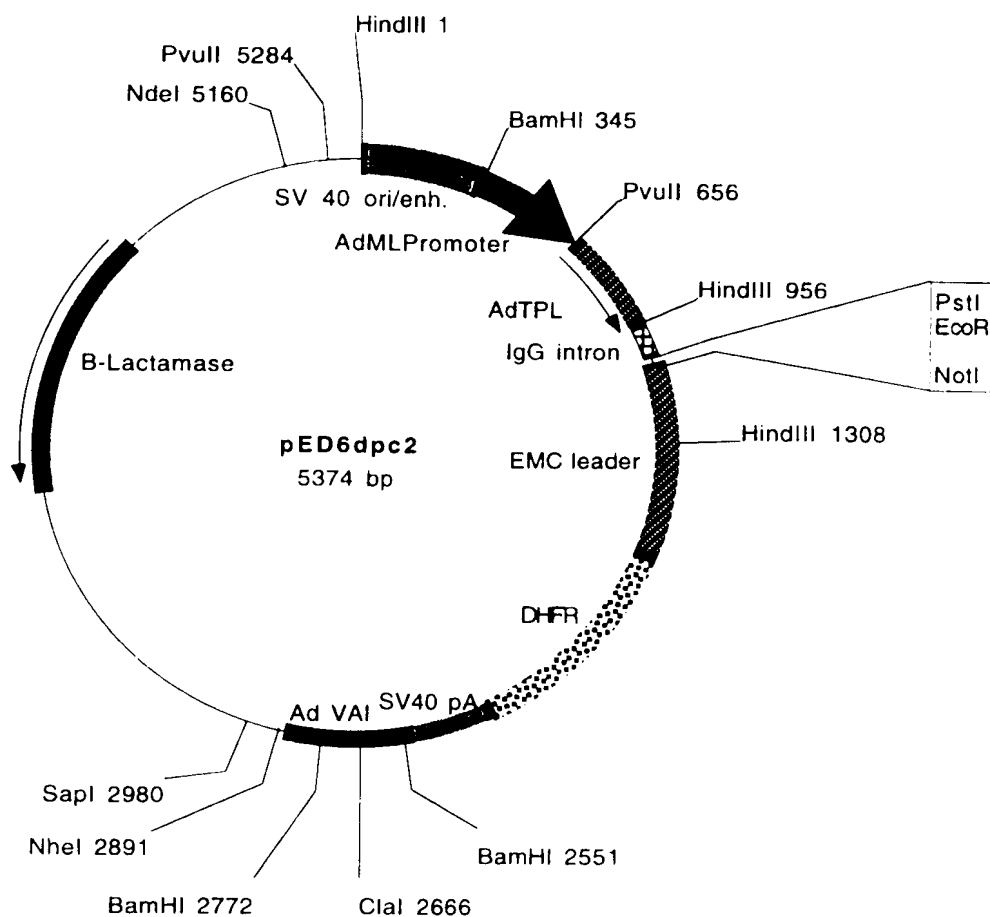 HindIII 1
PvuII 5284
NdeI 5160
BamHI 345
SV 40 ori/enh.
PvuII 656
AdMLPromoter
HindIII 956
AdTPL
PstI
EcoR
IgG intron
NotI
B-Lactamase
HindIII 1308
pED6dpc2
5374 bp
EMC leader
DHFR
SV40 pA
Ad VAI
SapI 2980
NheI 2891
BamHI 2551
BamHI 2772
ClaI 2666